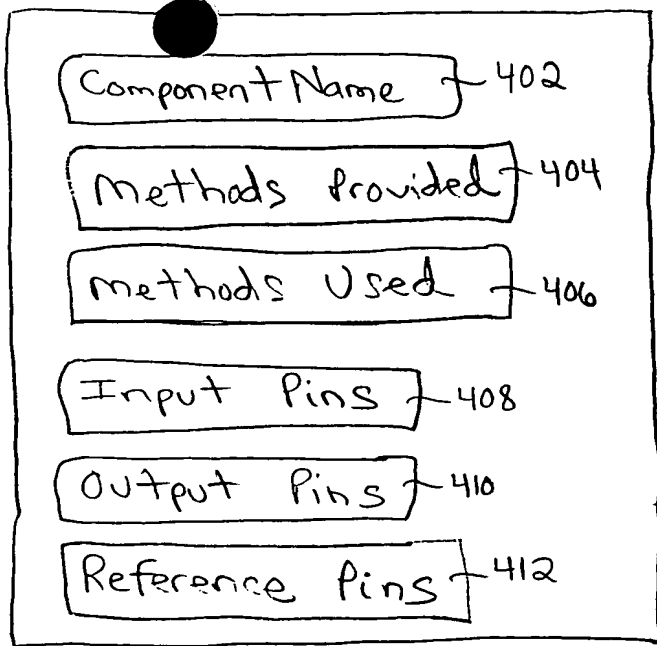 Component Name 402
Methods Provided 404
Methods Used 406
Input Pins 408
Output Pins 410
Reference Pins 412